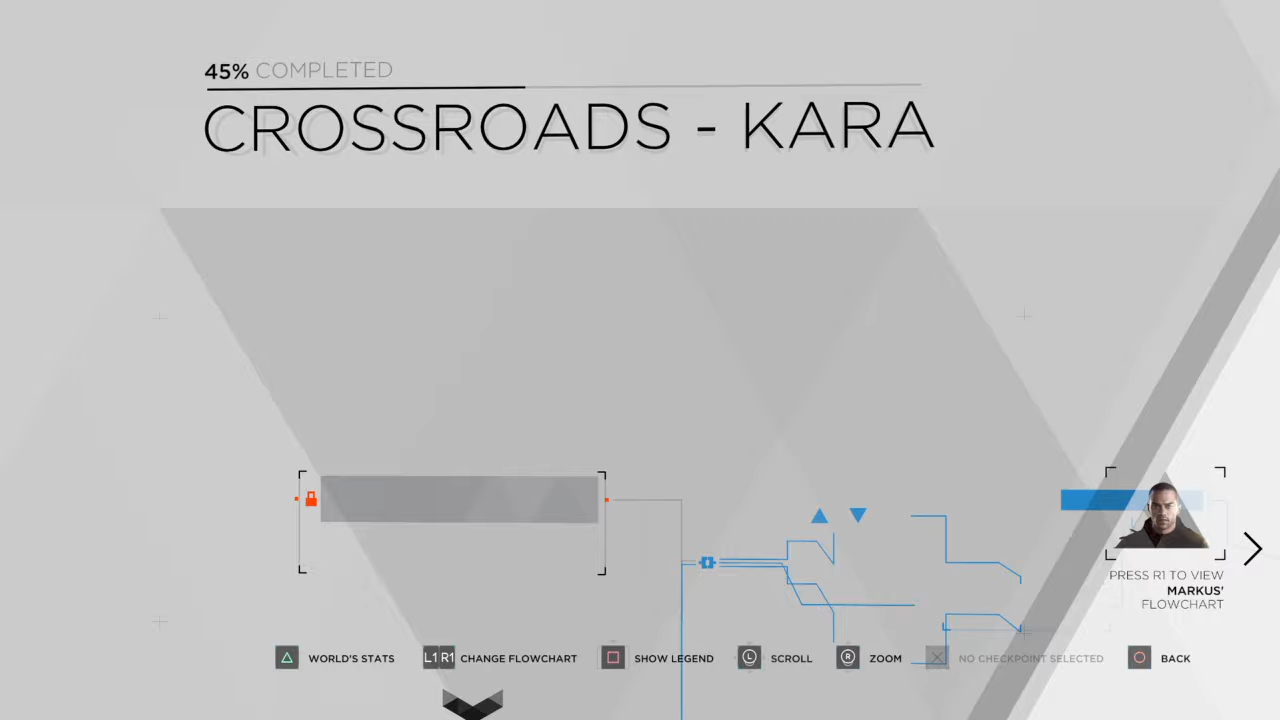 45% COMPLETED
CROSSROADS - KARA
PRESS R1 TO VIEW
MARKUS'
FLOWCHART
WORLD'S STATS
L1 R1 CHANGE FLOWCHART
SHOW LEGEND
L SCROLL
R ZOOM
NO CHECKPOINT SELECTED
BACK